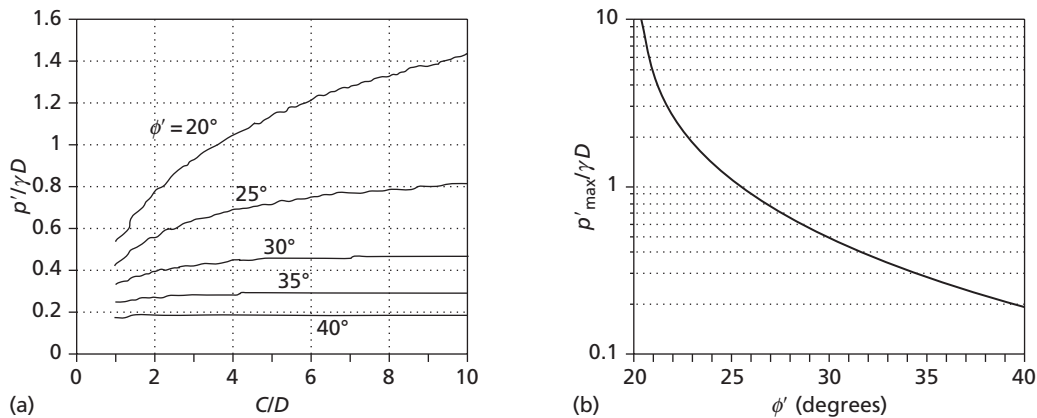 1.6
1.4
1.2
1
0.8
0.6
0.4
0.2
0
p′/γD
ϕ′ = 20°
25°
30°
35°
40°
0 2 4 6 8 10
C/D
(a)
10
1
0.1
p′max/γD
20 25 30 35 40
ϕ′ (degrees)
(b)